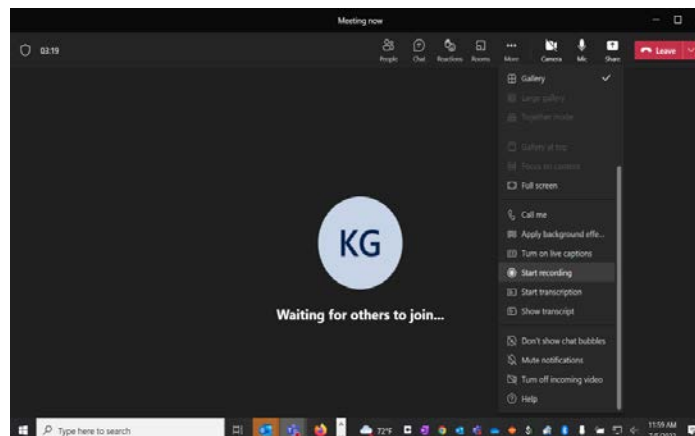 Meeting now
03:19
People Chat Reactions Rooms More Camera Mic Share Leave
Gallery
Large gallery
Together mode
Gallery at top
Focus on content
Full screen
Call me
Apply background effe...
Turn on live captions
Start recording
Start transcription
Show transcript
Don't show chat bubbles
Mute notifications
Turn off incoming video
Help
KG
Waiting for others to join...
Type here to search
72°F
11:59 AM